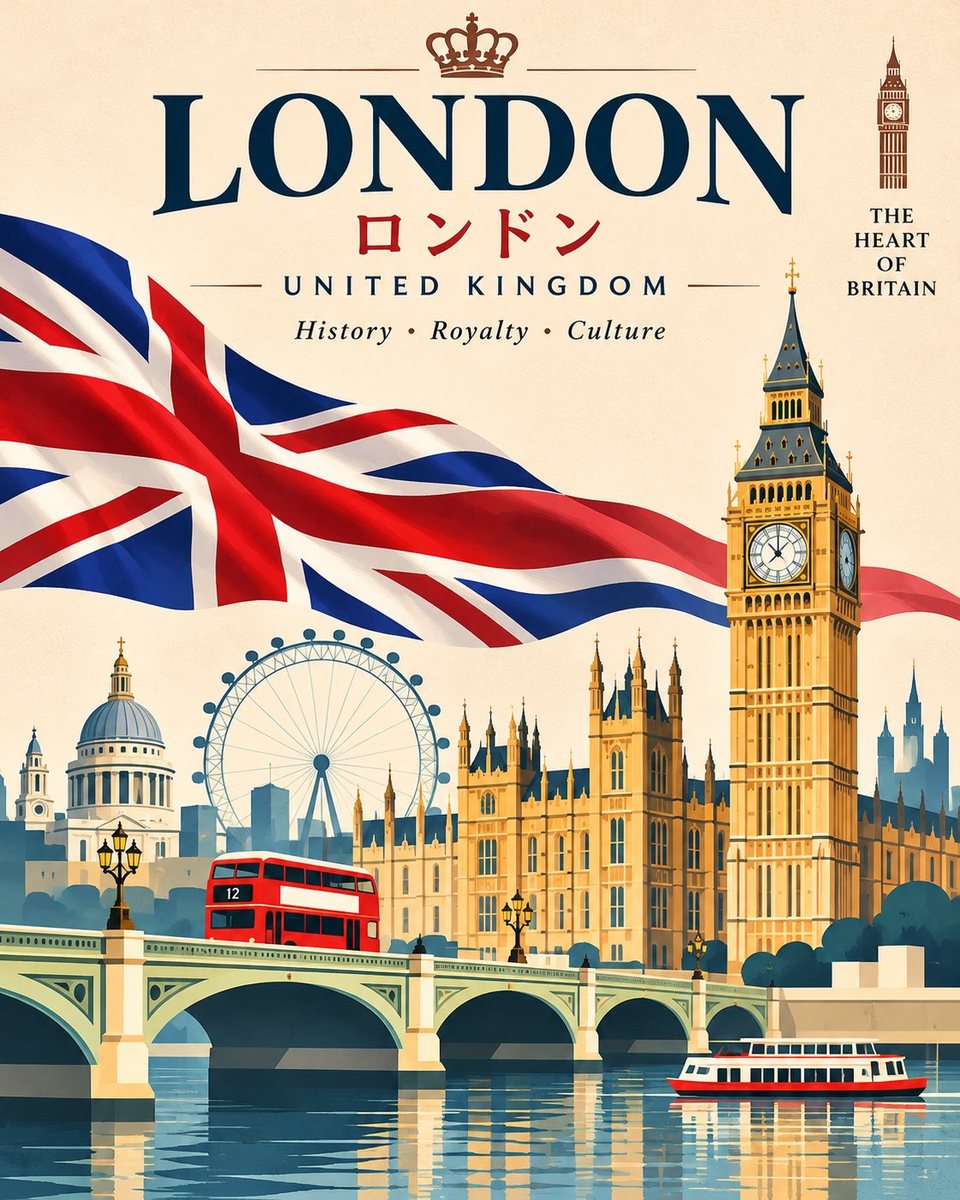 LONDON
ロンドン
UNITED KINGDOM
History • Royalty • Culture
THE
HEART
OF
BRITAIN
12